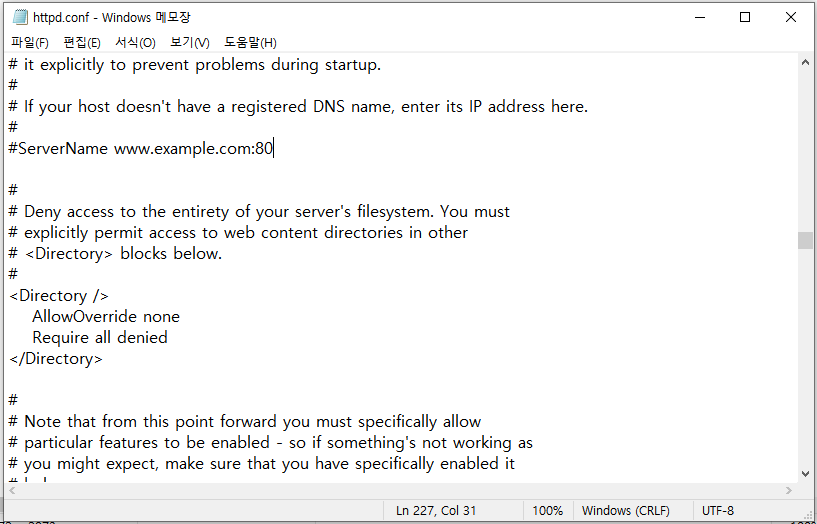 httpd.conf - Windows 메모장
파일(F) 편집(E) 서식(O) 보기(V) 도움말(H)
# it explicitly to prevent problems during startup.
#
# If your host doesn't have a registered DNS name, enter its IP address here.
#
#ServerName www.example.com:80
#
# Deny access to the entirety of your server's filesystem. You must
# explicitly permit access to web content directories in other
# <Directory> blocks below.
#
<Directory />
AllowOverride none
Require all denied
</Directory>
#
# Note that from this point forward you must specifically allow
# particular features to be enabled - so if something's not working as
# you might expect, make sure that you have specifically enabled it
Ln 227, Col 31 100% Windows (CRLF) UTF-8